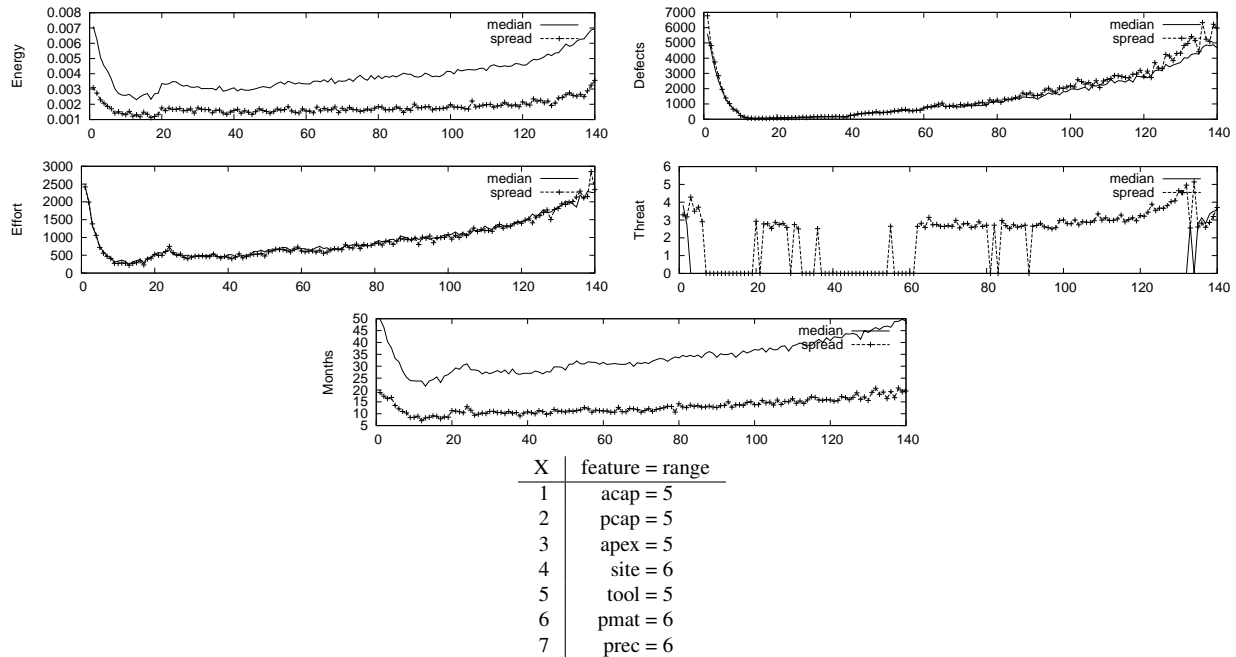 0.008
0.007
0.006
0.005
0.004
0.003
0.002
0.001
Energy
median
spread
0 20 40 60 80 100 120 140
7000
6000
5000
4000
3000
2000
1000
0
Defects
median
spread
0 20 40 60 80 100 120 140
3000
2500
2000
1500
1000
500
0
Effort
median
spread
0 20 40 60 80 100 120 140
6
5
4
3
2
1
0
Threat
median
spread
0 20 40 60 80 100 120 140
50
45
40
35
30
25
20
15
10
5
Months
median
spread
0 20 40 60 80 100 120 140
X feature = range
1 acap = 5
2 pcap = 5
3 apex = 5
4 site = 6
5 tool = 5
6 pmat = 6
7 prec = 6